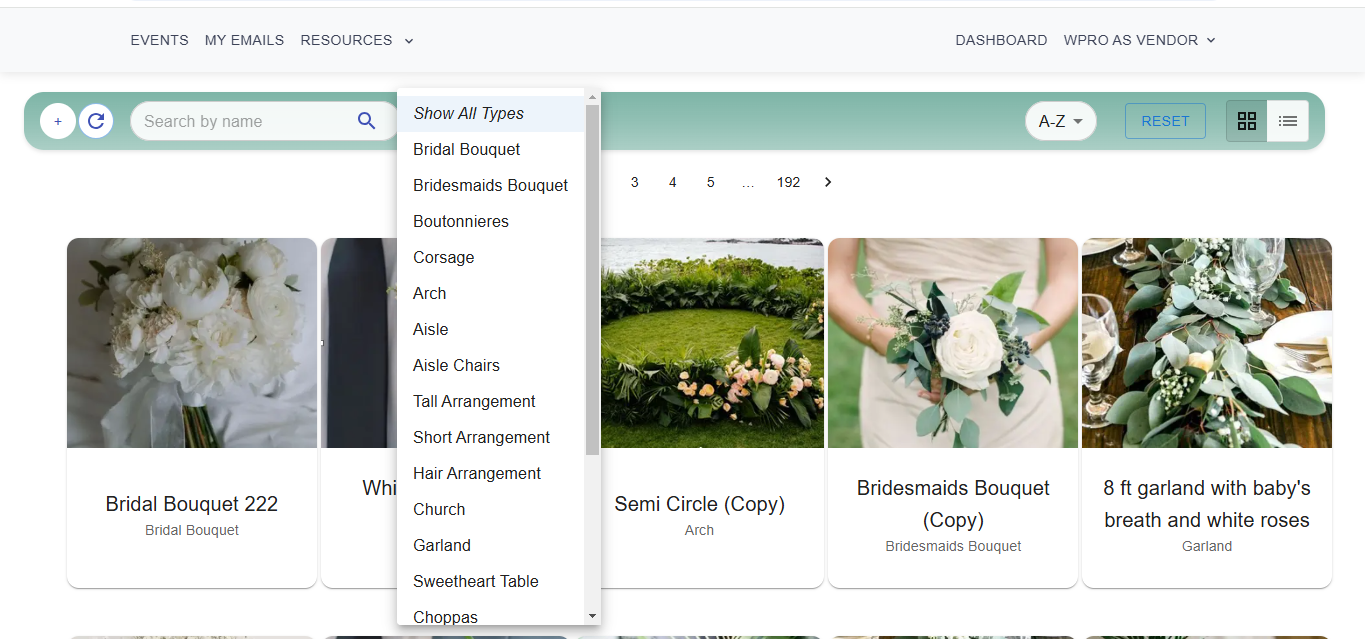 EVENTS MY EMAILS RESOURCES DASHBOARD WPRO AS VENDOR
+ Search by name A-Z RESET
Show All Types
Bridal Bouquet
Bridesmaids Bouquet
Boutonnieres
Corsage
Arch
Aisle
Aisle Chairs
Tall Arrangement
Short Arrangement
Hair Arrangement
Church
Garland
Sweetheart Table
Choppas
3 4 5 ... 192
Bridal Bouquet 222
Bridal Bouquet
Whi
Semi Circle (Copy)
Arch
Bridesmaids Bouquet
(Copy)
Bridesmaids Bouquet
8 ft garland with baby's
breath and white roses
Garland